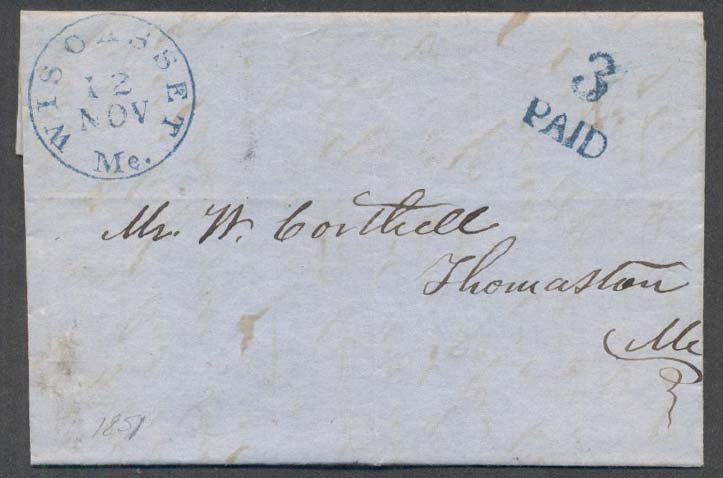 WISCASSET
12
NOV
Me.
3
PAID
Mr. W. Corthell
Thomaston
Me
1851